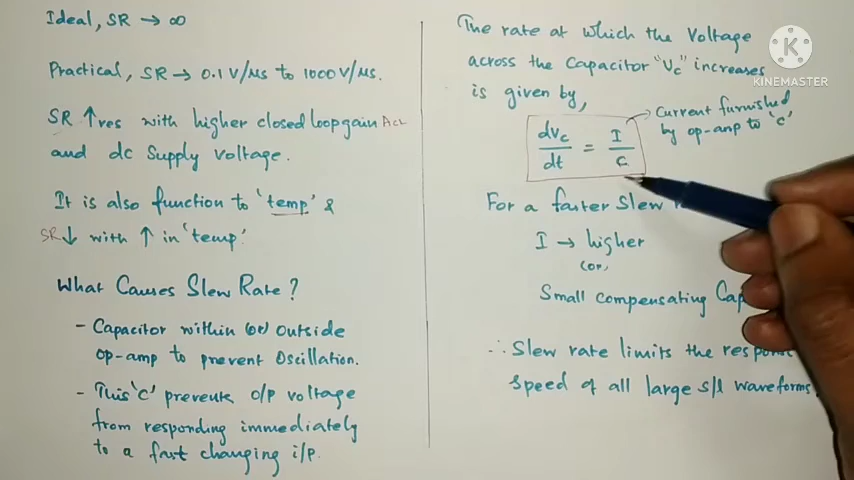 Ideal, SR → ∞
Practical, SR → 0.1 V/μs to 1000 V/μs.
SR ↑res with higher closed loop gain ACL
and dc Supply voltage.
It is also function to 'temp' &
SR ↓ with ↑ in 'temp'
What Causes Slew Rate?
- Capacitor within (or) outside
op-amp to prevent Oscillation.
- This 'C' prevents o/p voltage
from responding immediately
to a fast changing i/p.
The rate at which the Voltage
across the Capacitor "Vc" increases
is given by,
dvc/dt = I/C
Current furnished
by op-amp to 'c'
For a faster Slew
I → higher
(or)
Small compensating
∴ Slew rate limits the
speed of all large s/l waveforms.
K
KINEMASTER